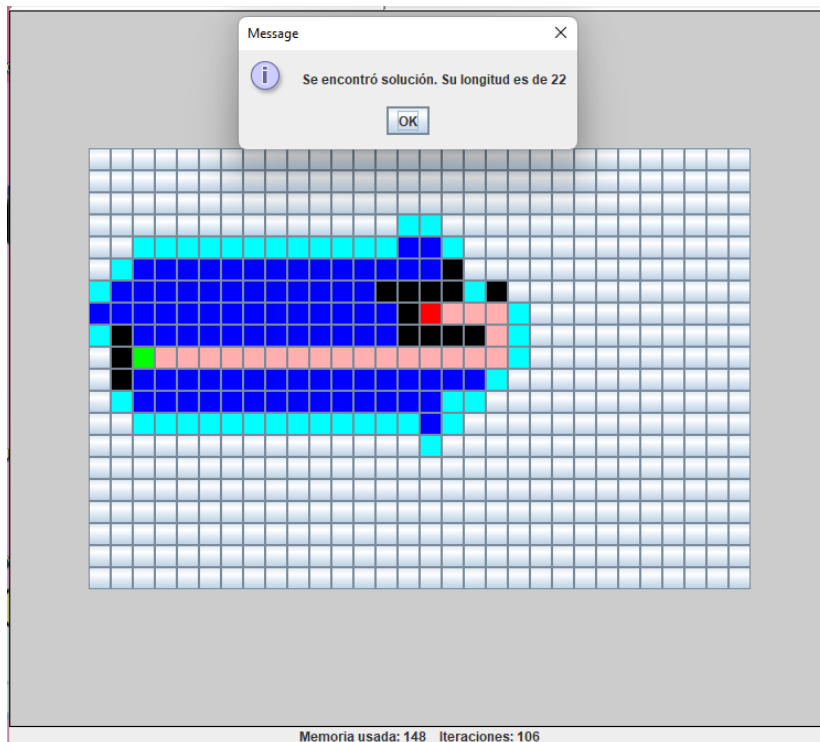 Message
Se encontró solución. Su longitud es de 22
OK
Memoria usada: 148 Iteraciones: 106